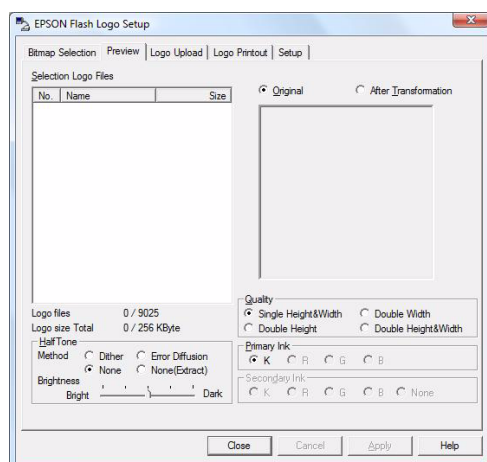 EPSON Flash Logo Setup
Bitmap Selection Preview Logo Upload Logo Printout Setup
Selection Logo Files
No. Name Size
Original After Transformation
Logo files 0 / 9025
Logo size Total 0 / 256 KByte
HalfTone
Method Dither Error Diffusion
None None(Extract)
Brightness
Bright Dark
Quality
Single Height&Width Double Width
Double Height Double Height&Width
Primary Ink
K R G B
Secondary Ink
K R G B None
Close Cancel Apply Help